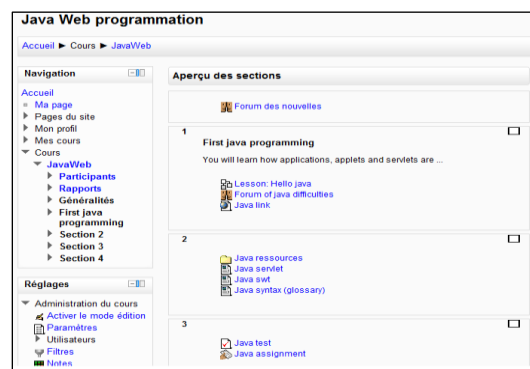 Java Web programmation
Accueil ► Cours ► JavaWeb
Navigation
Accueil
Ma page
Pages du site
Mon profil
Mes cours
Cours
JavaWeb
Participants
Rapports
Généralités
First java
programming
Section 2
Section 3
Section 4
Réglages
Administration du cours
Activer le mode édition
Paramètres
Utilisateurs
Filtres
Notes
Aperçu des sections
Forum des nouvelles
1
First java programming
You will learn how applications, applets and servlets are ...
Lesson: Hello java
Forum of java difficulties
Java link
2
Java ressources
Java servlet
Java swt
Java syntax (glossary)
3
Java test
Java assignment